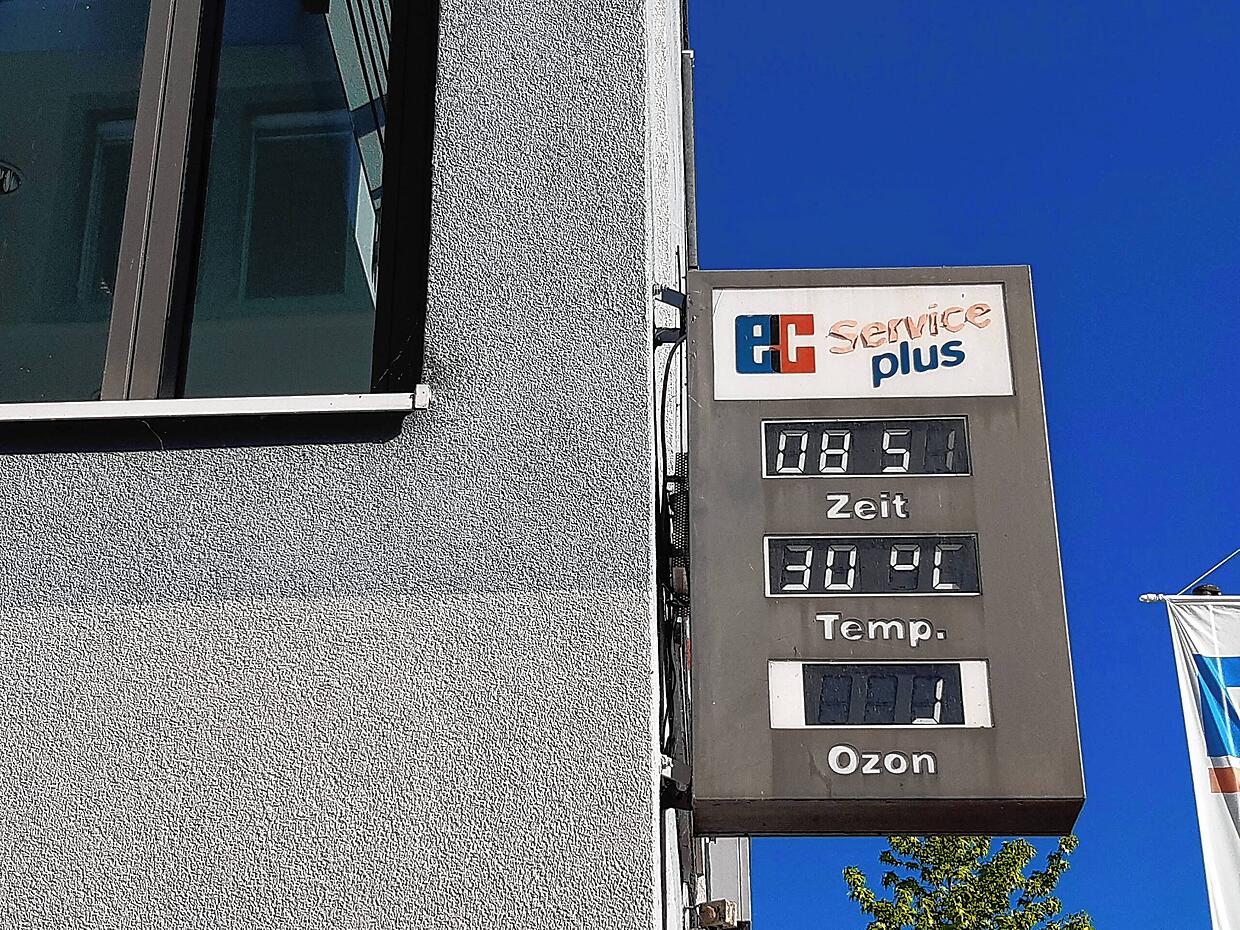 ec Service
plus
08 51
Zeit
30 °C
Temp.
Ozon